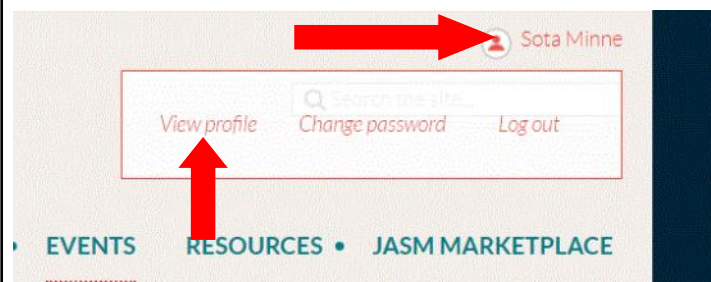 Sota Minne
Search the site...
View profile Change password Log out
• EVENTS RESOURCES • JASM MARKETPLACE